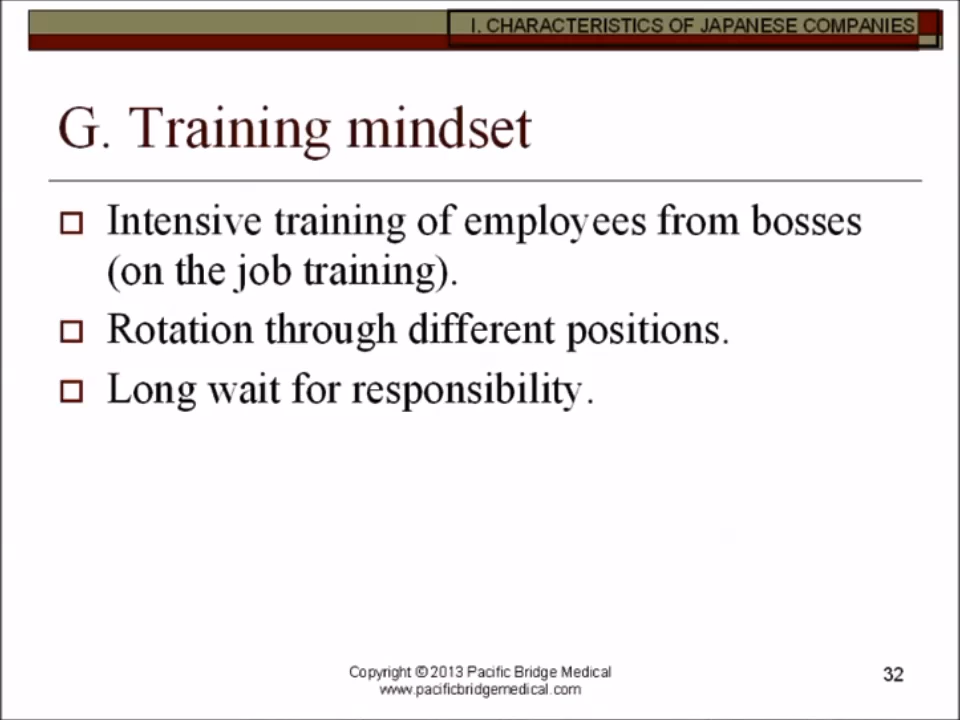 I. CHARACTERISTICS OF JAPANESE COMPANIES
G. Training mindset
Intensive training of employees from bosses
(on the job training).
Rotation through different positions.
Long wait for responsibility.
Copyright © 2013 Pacific Bridge Medical
www.pacificbridgemedical.com
32